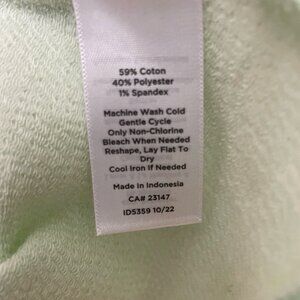 59% Coton
40% Polyester
1% Spandex
Machine Wash Cold
Gentle Cycle
Only Non-Chlorine
Bleach When Needed
Reshape, Lay Flat To
Dry
Cool Iron If Needed
Made In Indonesia
CA# 23147
ID5359 10/22